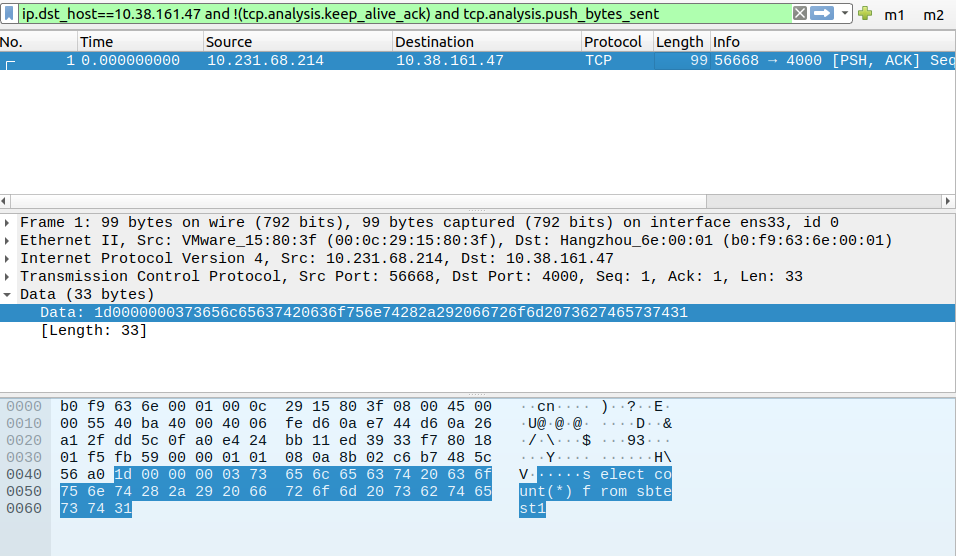 ip.dst_host==10.38.161.47 and !(tcp.analysis.keep_alive_ack) and tcp.analysis.push_bytes_sent m1 m2
No. Time Source Destination Protocol Length Info
1 0.000000000 10.231.68.214 10.38.161.47 TCP 99 56668 → 4000 [PSH, ACK] Seq
Frame 1: 99 bytes on wire (792 bits), 99 bytes captured (792 bits) on interface ens33, id 0
Ethernet II, Src: VMware_15:80:3f (00:0c:29:15:80:3f), Dst: Hangzhou_6e:00:01 (b0:f9:63:6e:00:01)
Internet Protocol Version 4, Src: 10.231.68.214, Dst: 10.38.161.47
Transmission Control Protocol, Src Port: 56668, Dst Port: 4000, Seq: 1, Ack: 1, Len: 33
Data (33 bytes)
Data: 1d0000000373656c65637420636f756e74282a292066726f6d2073627465737431
[Length: 33]
0000 b0 f9 63 6e 00 01 00 0c 29 15 80 3f 08 00 45 00 ··cn···· )··?··E·
0010 00 55 40 ba 40 00 40 06 fe d6 0a e7 44 d6 0a 26 ·U@·@·@· ····D··&
0020 a1 2f dd 5c 0f a0 e4 24 bb 11 ed 39 33 f7 80 18 ·/·\···$ ···93···
0030 01 f5 fb 59 00 00 01 01 08 0a 8b 02 c6 b7 48 5c ···Y···· ······H\
0040 56 a0 1d 00 00 00 03 73 65 6c 65 63 74 20 63 6f V······s elect co
0050 75 6e 74 28 2a 29 20 66 72 6f 6d 20 73 62 74 65 unt(*) f rom sbte
0060 73 74 31 st1